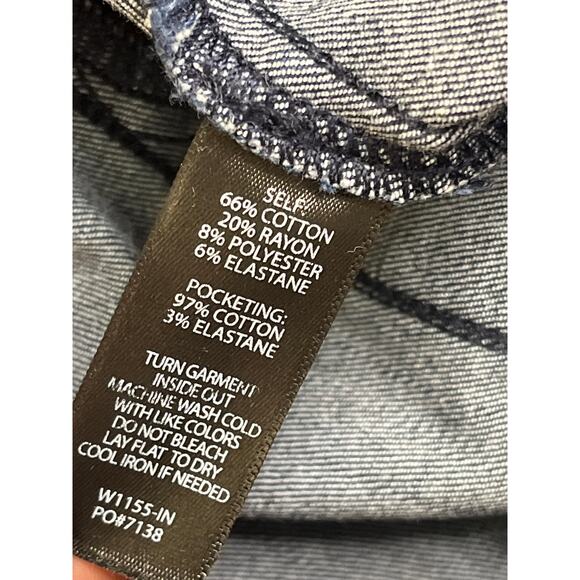 SELF:
66% COTTON
20% RAYON
8% POLYESTER
6% ELASTANE
POCKETING:
97% COTTON
3% ELASTANE
TURN GARMENT
INSIDE OUT
MACHINE WASH COLD
WITH LIKE COLORS
DO NOT BLEACH
LAY FLAT TO DRY
COOL IRON IF NEEDED
W1155-IN
PO#7138